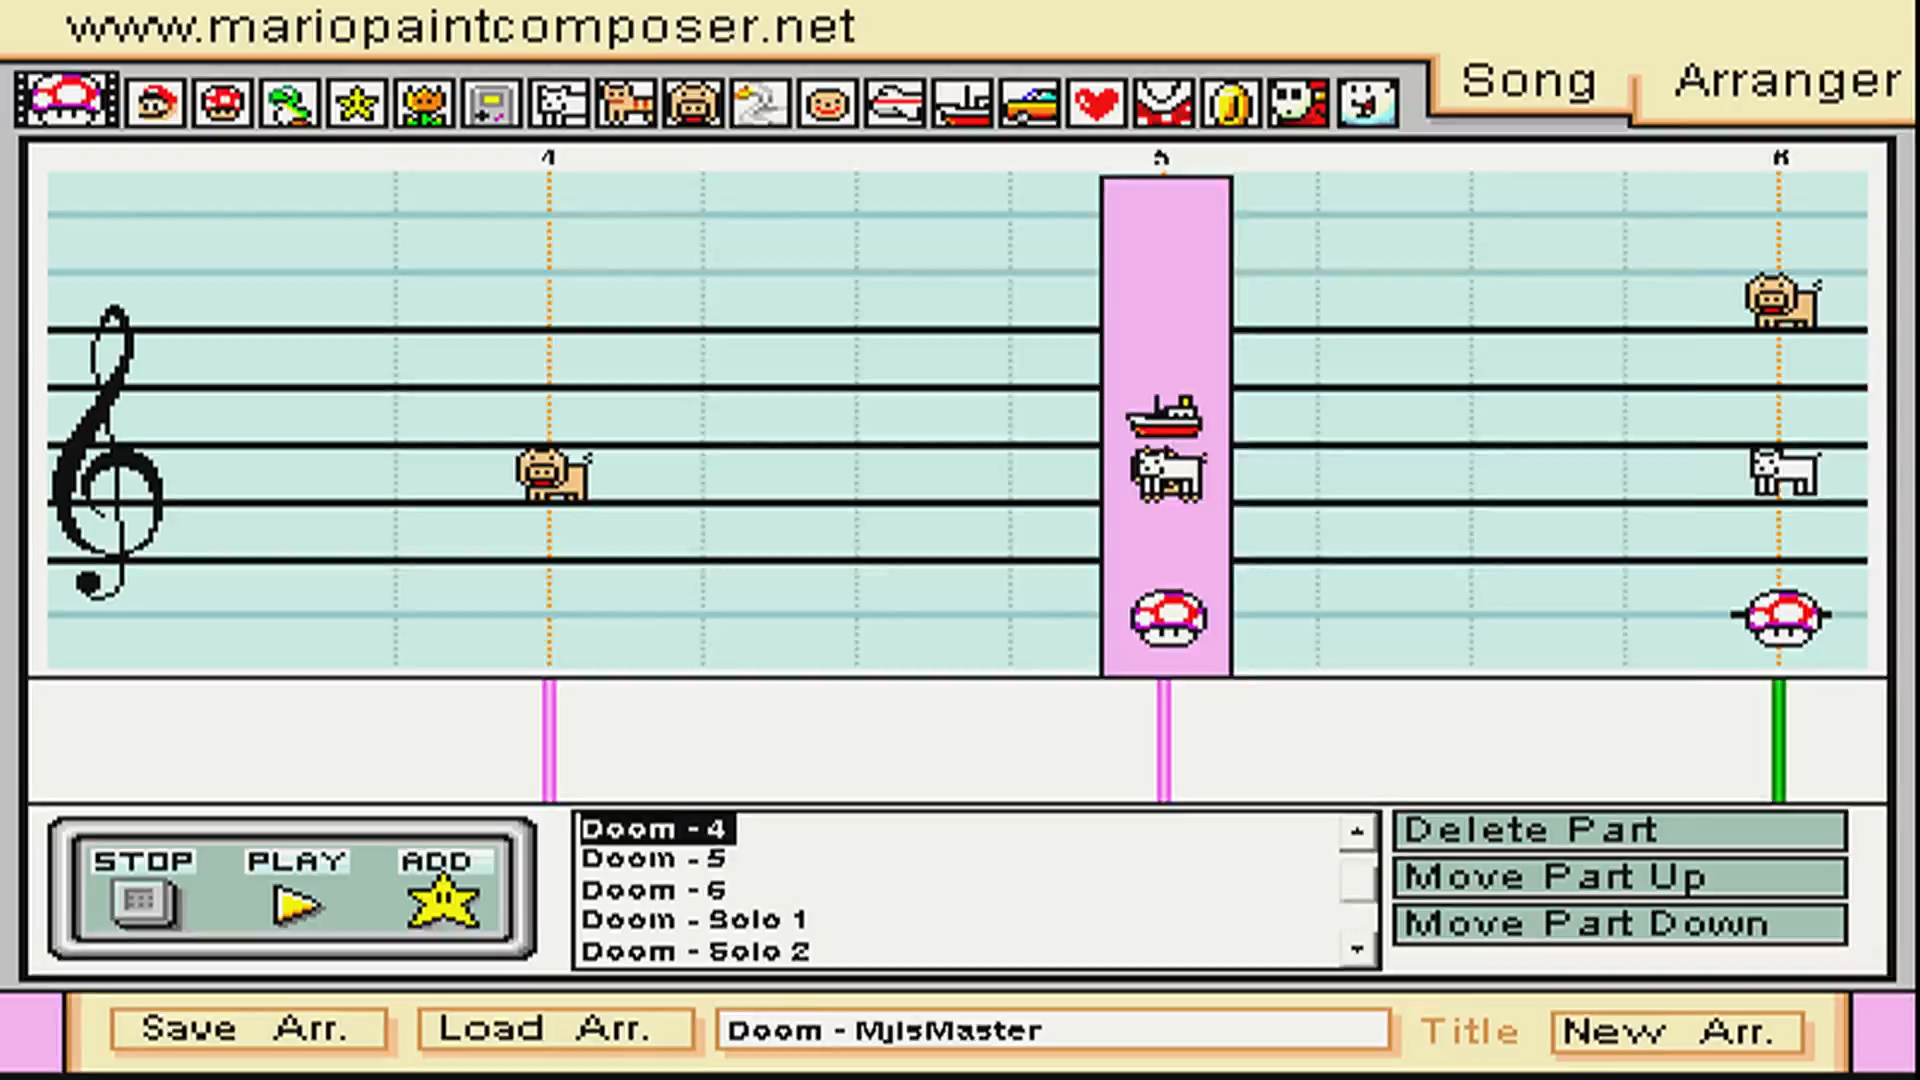 www.mariopaintcomposer.net
Song Arranger
4 5 6
STOP PLAY ADD
Doom - 4
Doom - 5
Doom - 6
Doom - Solo 1
Doom - Solo 2
Delete Part
Move Part Up
Move Part Down
Save Arr. Load Arr. Doom - MjlsMaster Title New Arr.